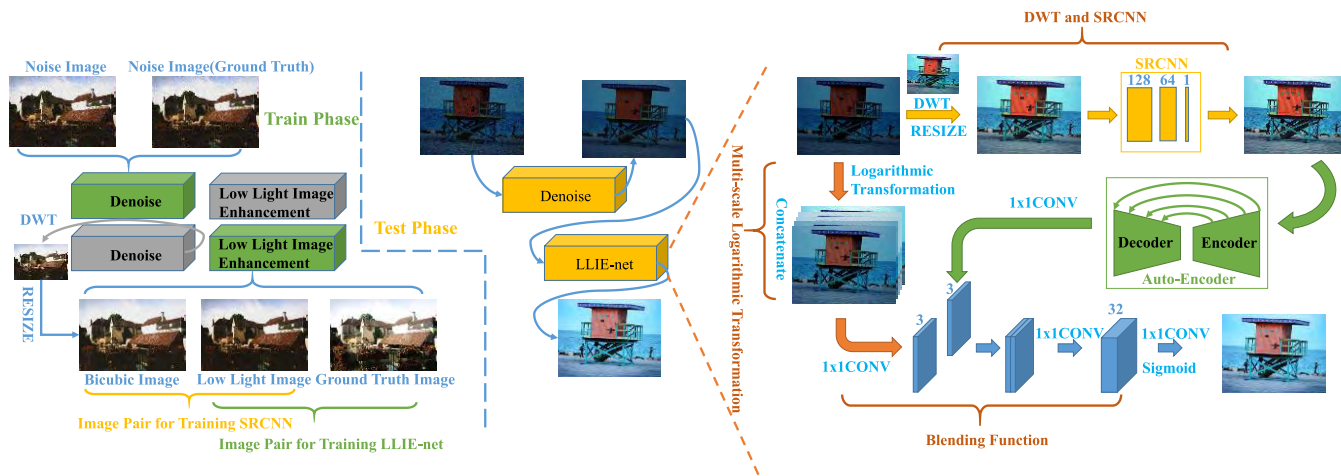 Noise Image
Noise Image(Ground Truth)
Train Phase
Denoise
Low Light Image
Enhancement
DWT
Denoise
Low Light Image
Enhancement
RESIZE
Bicubic Image
Low Light Image
Ground Truth Image
Image Pair for Training SRCNN
Image Pair for Training LLIE-net
Test Phase
Denoise
LLIE-net
Multi-scale Logarithmic Transformation
DWT and SRCNN
DWT
RESIZE
SRCNN
128 64 1
Logarithmic
Transformation
Concatenate
1x1CONV
Decoder
Encoder
Auto-Encoder
1x1CONV
3
3
1x1CONV
32
1x1CONV
Sigmoid
Blending Function